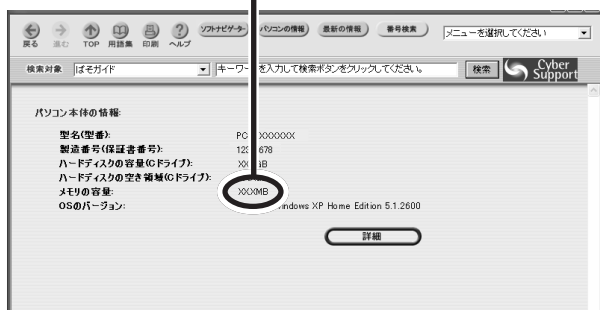 戻る 進む TOP 用語集 印刷 ヘルプ ソフトナビゲーター パソコンの情報 最新の情報 番号検索 メニューを選択してください
検索対象 ぱそガイド キーワードを入力して検索ボタンをクリックしてください。 検索 Cyber Support
パソコン本体の情報:
型名(型番): PC XXXXXXX
製造番号(保証書番号): 678
ハードディスクの容量(Cドライブ):
ハードディスクの空き領域(Cドライブ):
メモリの容量: XXXMB
OSのバージョン: Windows XP Home Edition 5.1.2600
詳細